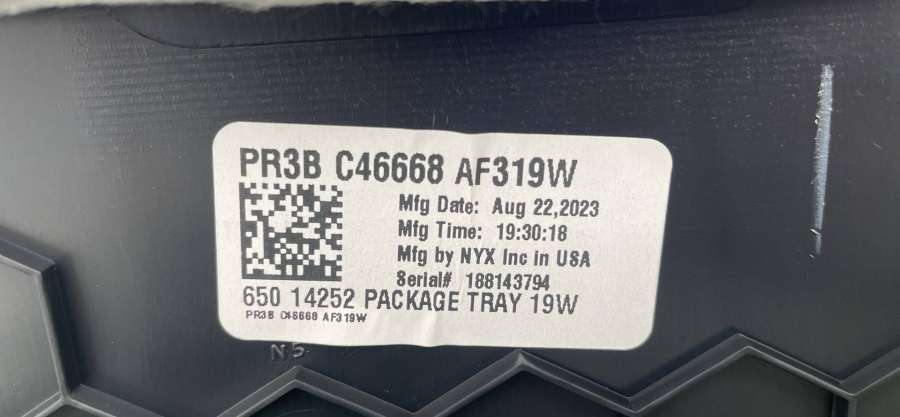 PR3B C46668 AF319W
Mfg Date: Aug 22,2023
Mfg Time: 19:30:18
Mfg by NYX Inc in USA
Serial# 188143794
650 14252 PACKAGE TRAY 19W
PR3B C46668 AF319W
N5